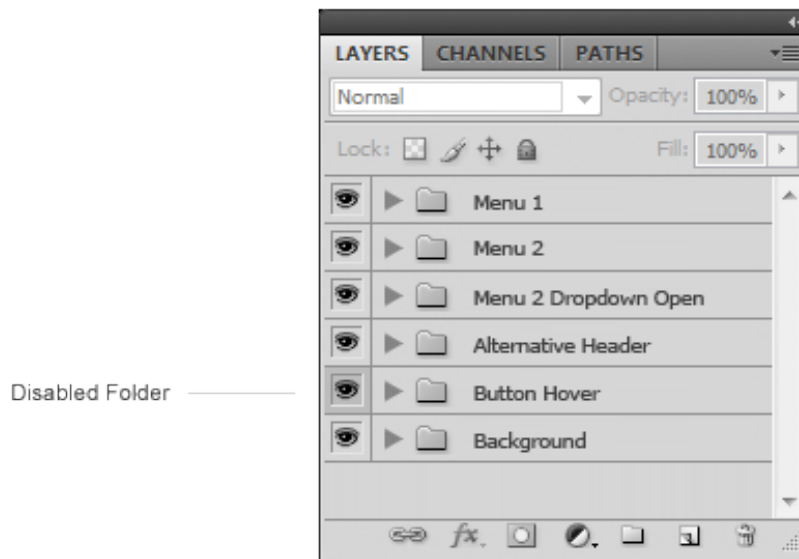 LAYERS CHANNELS PATHS
Normal Opacity: 100%
Lock: Fill: 100%
Menu 1
Menu 2
Menu 2 Dropdown Open
Alternative Header
Disabled Folder Button Hover
Background
fx.